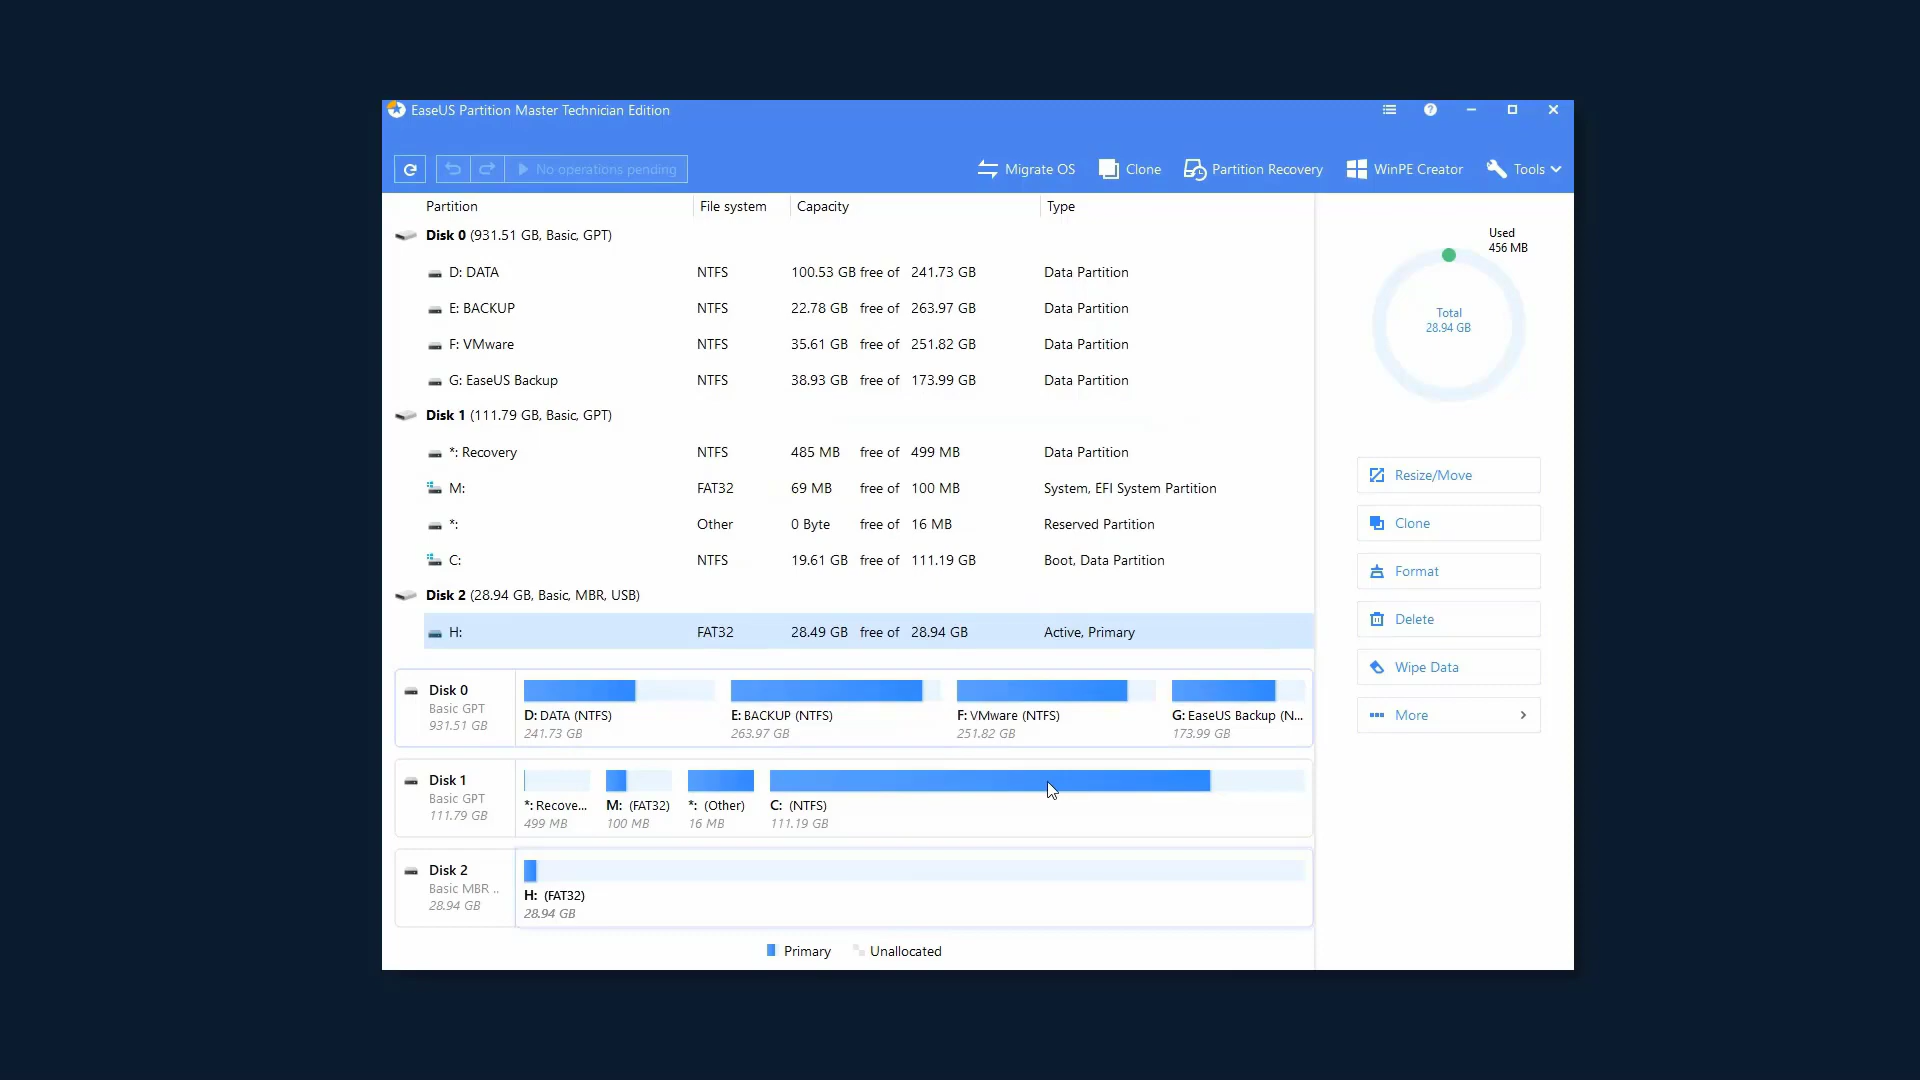 EaseUS Partition Master Technician Edition
No operations pending
Migrate OS
Clone
Partition Recovery
WinPE Creator
Tools
Partition File system Capacity Type
Disk 0 (931.51 GB, Basic, GPT)
D: DATA NTFS 100.53 GB free of 241.73 GB Data Partition
E: BACKUP NTFS 22.78 GB free of 263.97 GB Data Partition
F: VMware NTFS 35.61 GB free of 251.82 GB Data Partition
G: EaseUS Backup NTFS 38.93 GB free of 173.99 GB Data Partition
Disk 1 (111.79 GB, Basic, GPT)
*: Recovery NTFS 485 MB free of 499 MB Data Partition
M: FAT32 69 MB free of 100 MB System, EFI System Partition
*: Other 0 Byte free of 16 MB Reserved Partition
C: NTFS 19.61 GB free of 111.19 GB Boot, Data Partition
Disk 2 (28.94 GB, Basic, MBR, USB)
H: FAT32 28.49 GB free of 28.94 GB Active, Primary
Disk 0
Basic GPT
931.51 GB
D: DATA (NTFS)
241.73 GB
E: BACKUP (NTFS)
263.97 GB
F: VMware (NTFS)
251.82 GB
G: EaseUS Backup (N...
173.99 GB
Disk 1
Basic GPT
111.79 GB
*: Recove...
499 MB
M: (FAT32)
100 MB
*: (Other)
16 MB
C: (NTFS)
111.19 GB
Disk 2
Basic MBR ..
28.94 GB
H: (FAT32)
28.94 GB
Primary
Unallocated
Used
456 MB
Total
28.94 GB
Resize/Move
Clone
Format
Delete
Wipe Data
More